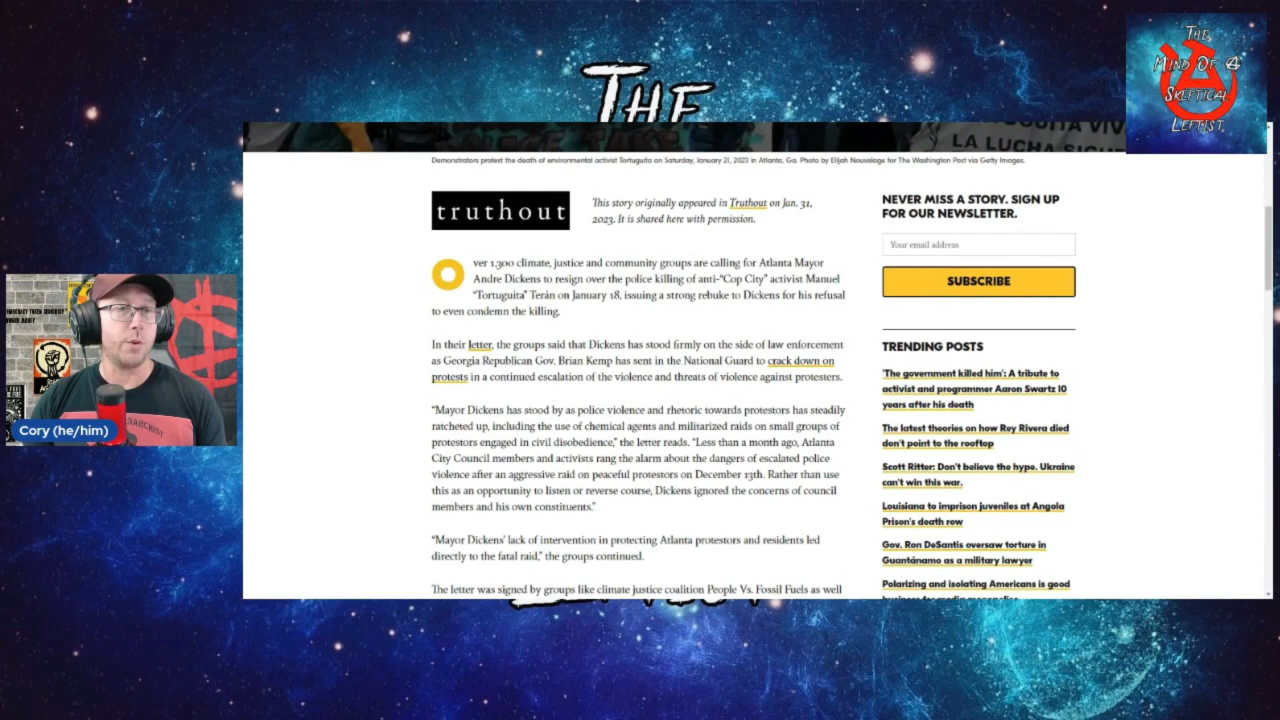 THE
THE
MIND OF A
SKEPTICAL
LEFTIST
LA LUCHA SIGUE
Demonstrators protest the death of environmental activist Tortuguita on Saturday, January 21, 2023 in Atlanta, Ga. Photo by Elijah Nouvelage for The Washington Post via Getty Images.
truthout
This story originally appeared in Truthout on Jan. 31,
2023. It is shared here with permission.
Over 1,300 climate, justice and community groups are calling for Atlanta Mayor
Andre Dickens to resign over the police killing of anti-“Cop City” activist Manuel
“Tortuguita” Terán on January 18, issuing a strong rebuke to Dickens for his refusal
to even condemn the killing.
In their letter, the groups said that Dickens has stood firmly on the side of law enforcement
as Georgia Republican Gov. Brian Kemp has sent in the National Guard to crack down on
protests in a continued escalation of the violence and threats of violence against protesters.
“Mayor Dickens has stood by as police violence and rhetoric towards protestors has steadily
ratcheted up, including the use of chemical agents and militarized raids on small groups of
protestors engaged in civil disobedience,” the letter reads. “Less than a month ago, Atlanta
City Council members and activists rang the alarm about the dangers of escalated police
violence after an aggressive raid on peaceful protestors on December 13th. Rather than use
this as an opportunity to listen or reverse course, Dickens ignored the concerns of council
members and his own constituents.”
“Mayor Dickens’ lack of intervention in protecting Atlanta protestors and residents led
directly to the fatal raid,” the groups continued.
The letter was signed by groups like climate justice coalition People Vs. Fossil Fuels as well
NEVER MISS A STORY. SIGN UP
FOR OUR NEWSLETTER.
Your email address
SUBSCRIBE
TRENDING POSTS
'The government killed him': A tribute to
activist and programmer Aaron Swartz 10
years after his death
The latest theories on how Rey Rivera died
don't point to the rooftop
Scott Ritter: Don't believe the hype. Ukraine
can't win this war.
Louisiana to imprison juveniles at Angola
Prison's death row
Gov. Ron DeSantis oversaw torture in
Guantánamo as a military lawyer
Polarizing and isolating Americans is good
Cory (he/him)